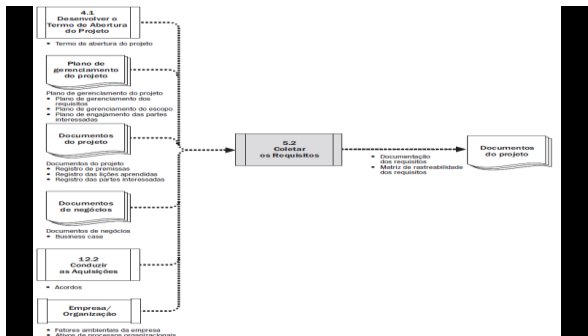 4.1
Desenvolver o
Termo de Abertura
do Projeto
• Termo de abertura do projeto
Plano de
gerenciamento
do projeto
Plano de gerenciamento do projeto
• Plano de gerenciamento dos
requisitos
• Plano de gerenciamento do escopo
• Plano de engajamento das partes
interessadas
Documentos
do projeto
Documentos do projeto
• Registro de premissas
• Registro das lições aprendidas
• Registro das partes interessadas
Documentos
de negócios
Documentos de negócios
• Business case
12.2
Conduzir
as Aquisições
• Acordos
Empresa/
Organização
• Fatores ambientais da empresa
• Ativos de processos organizacionais
5.2
Coletar
os Requisitos
• Documentação
dos requisitos
• Matriz de rastreabilidade
dos requisitos
Documentos
do projeto